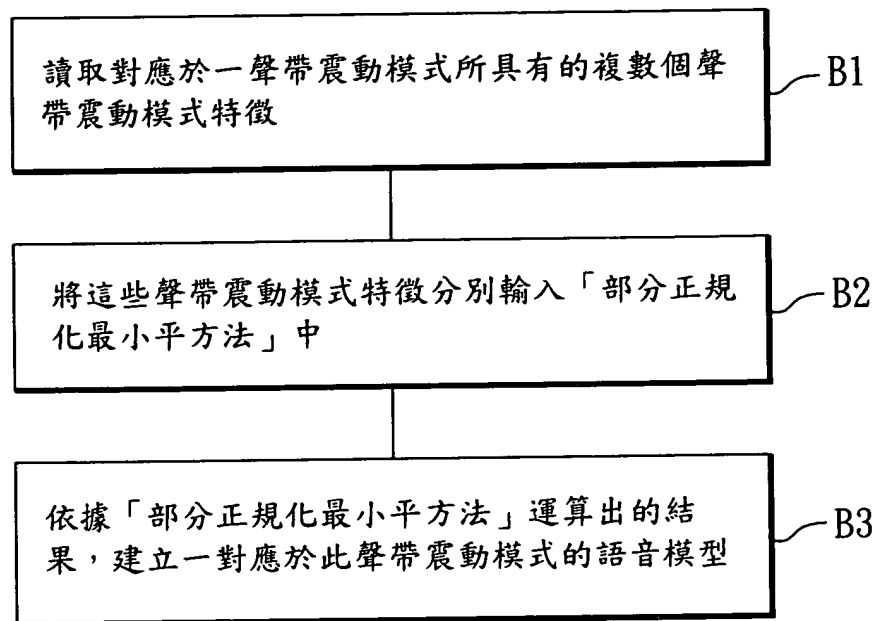 讀取對應於一聲帶震動模式所具有的複數個聲
帶震動模式特徵
B1
將這些聲帶震動模式特徵分別輸入「部分正規
化最小平方法」中
B2
依據「部分正規化最小平方法」運算出的結
果，建立一對應於此聲帶震動模式的語音模型
B3